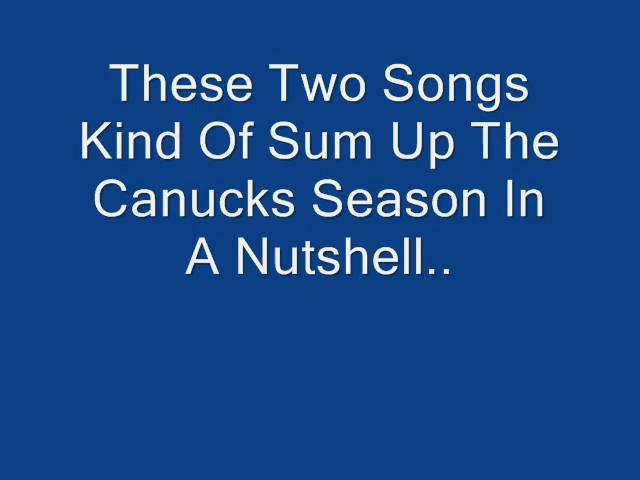 These Two Songs
Kind Of Sum Up The
Canucks Season In
A Nutshell..